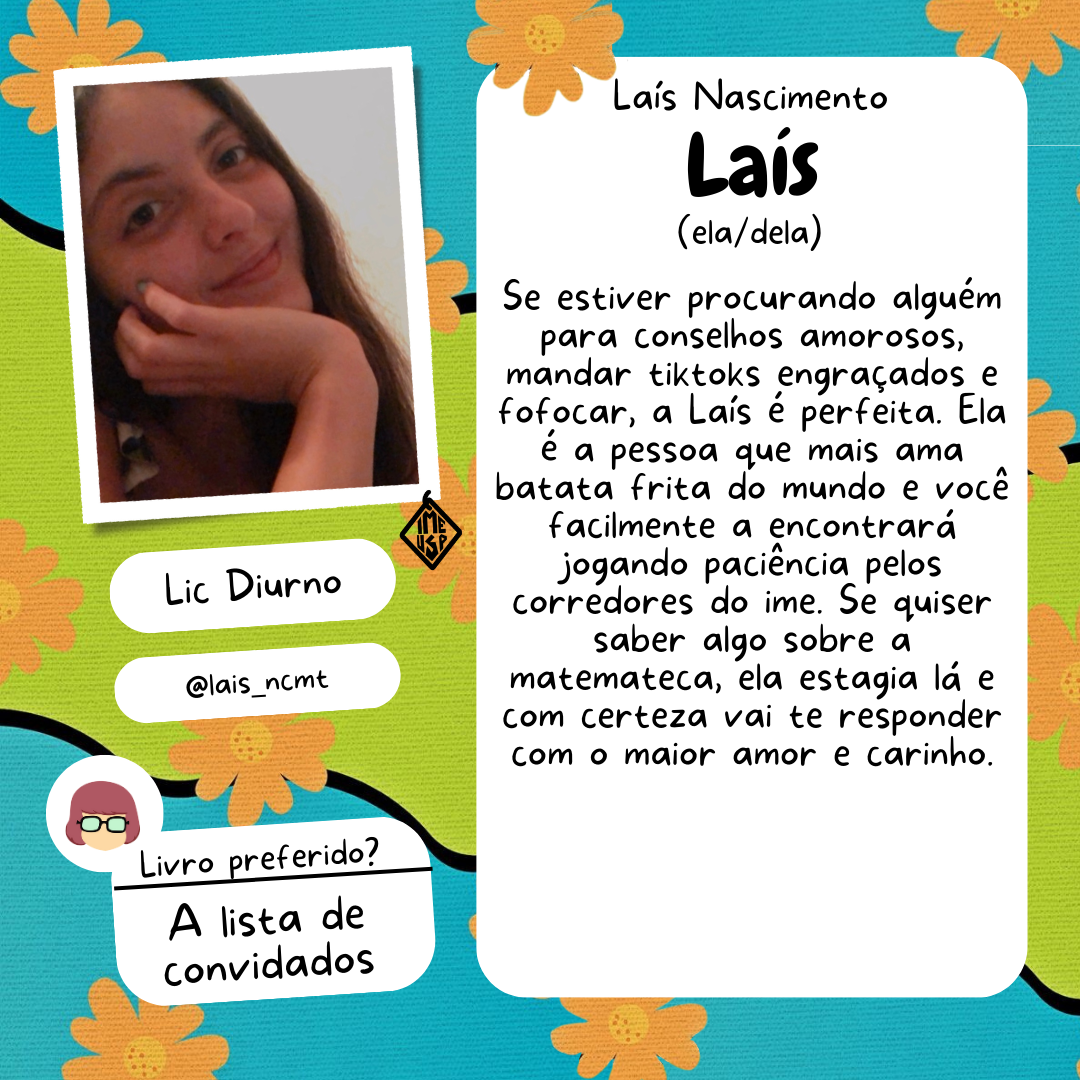 Laís Nascimento
Laís
(ela/dela)
Se estiver procurando alguém
para conselhos amorosos,
mandar tiktoks engraçados e
fofocar, a Laís é perfeita. Ela
é a pessoa que mais ama
batata frita do mundo e você
facilmente a encontrará
jogando paciência pelos
corredores do ime. Se quiser
saber algo sobre a
matemateca, ela estagia lá e
com certeza vai te responder
com o maior amor e carinho.
IME
USP
Lic Diurno
@lais_ncmt
Livro preferido?
A lista de
convidados